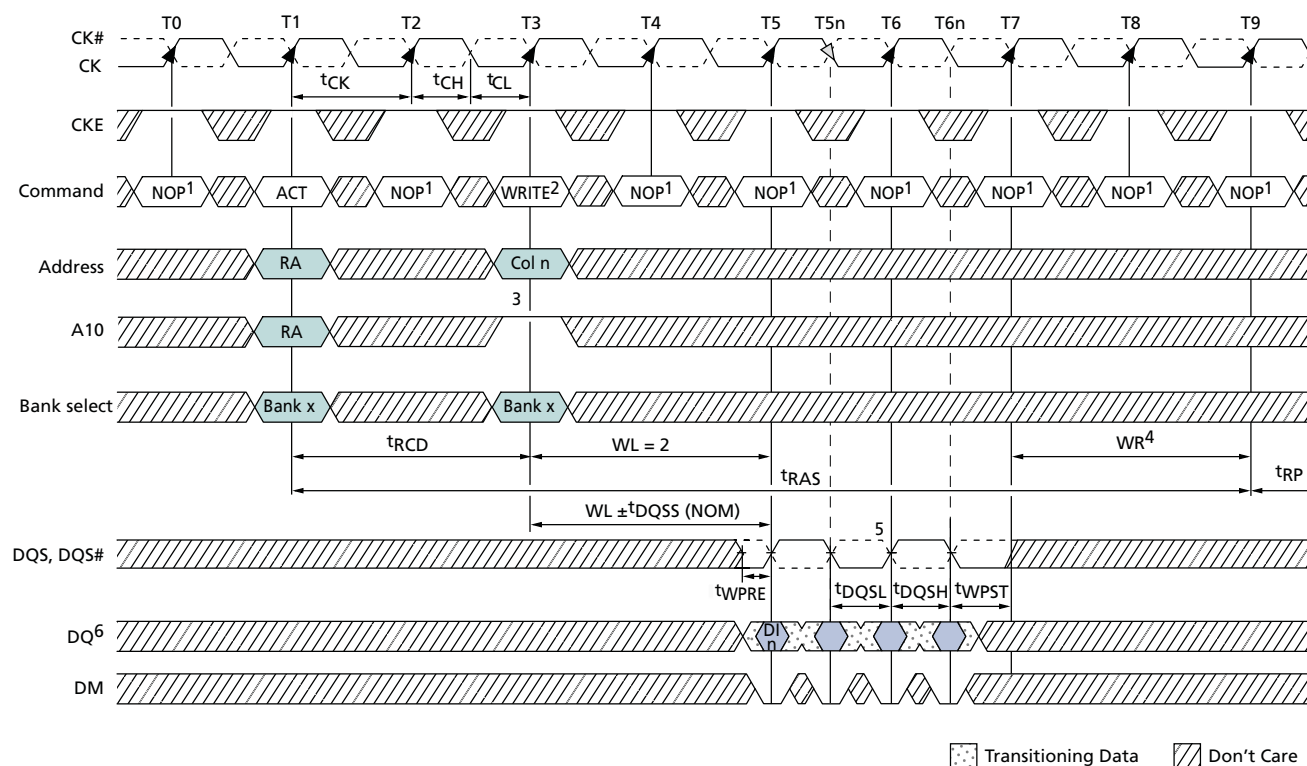 T0 T1 T2 T3 T4 T5 T5n T6 T6n T7 T8 T9
CK#
CK
tCK tCH tCL
CKE
Command NOP1 ACT NOP1 WRITE2 NOP1 NOP1 NOP1 NOP1 NOP1 NOP1
Address RA Col n
3
A10 RA
Bank select Bank x Bank x
tRCD WL = 2 WR4
tRAS tRP
WL ±tDQSS (NOM)
5
DQS, DQS#
tWPRE tDQSL tDQSH tWPST
DQ6 DI
n
DM
Transitioning Data Don't Care